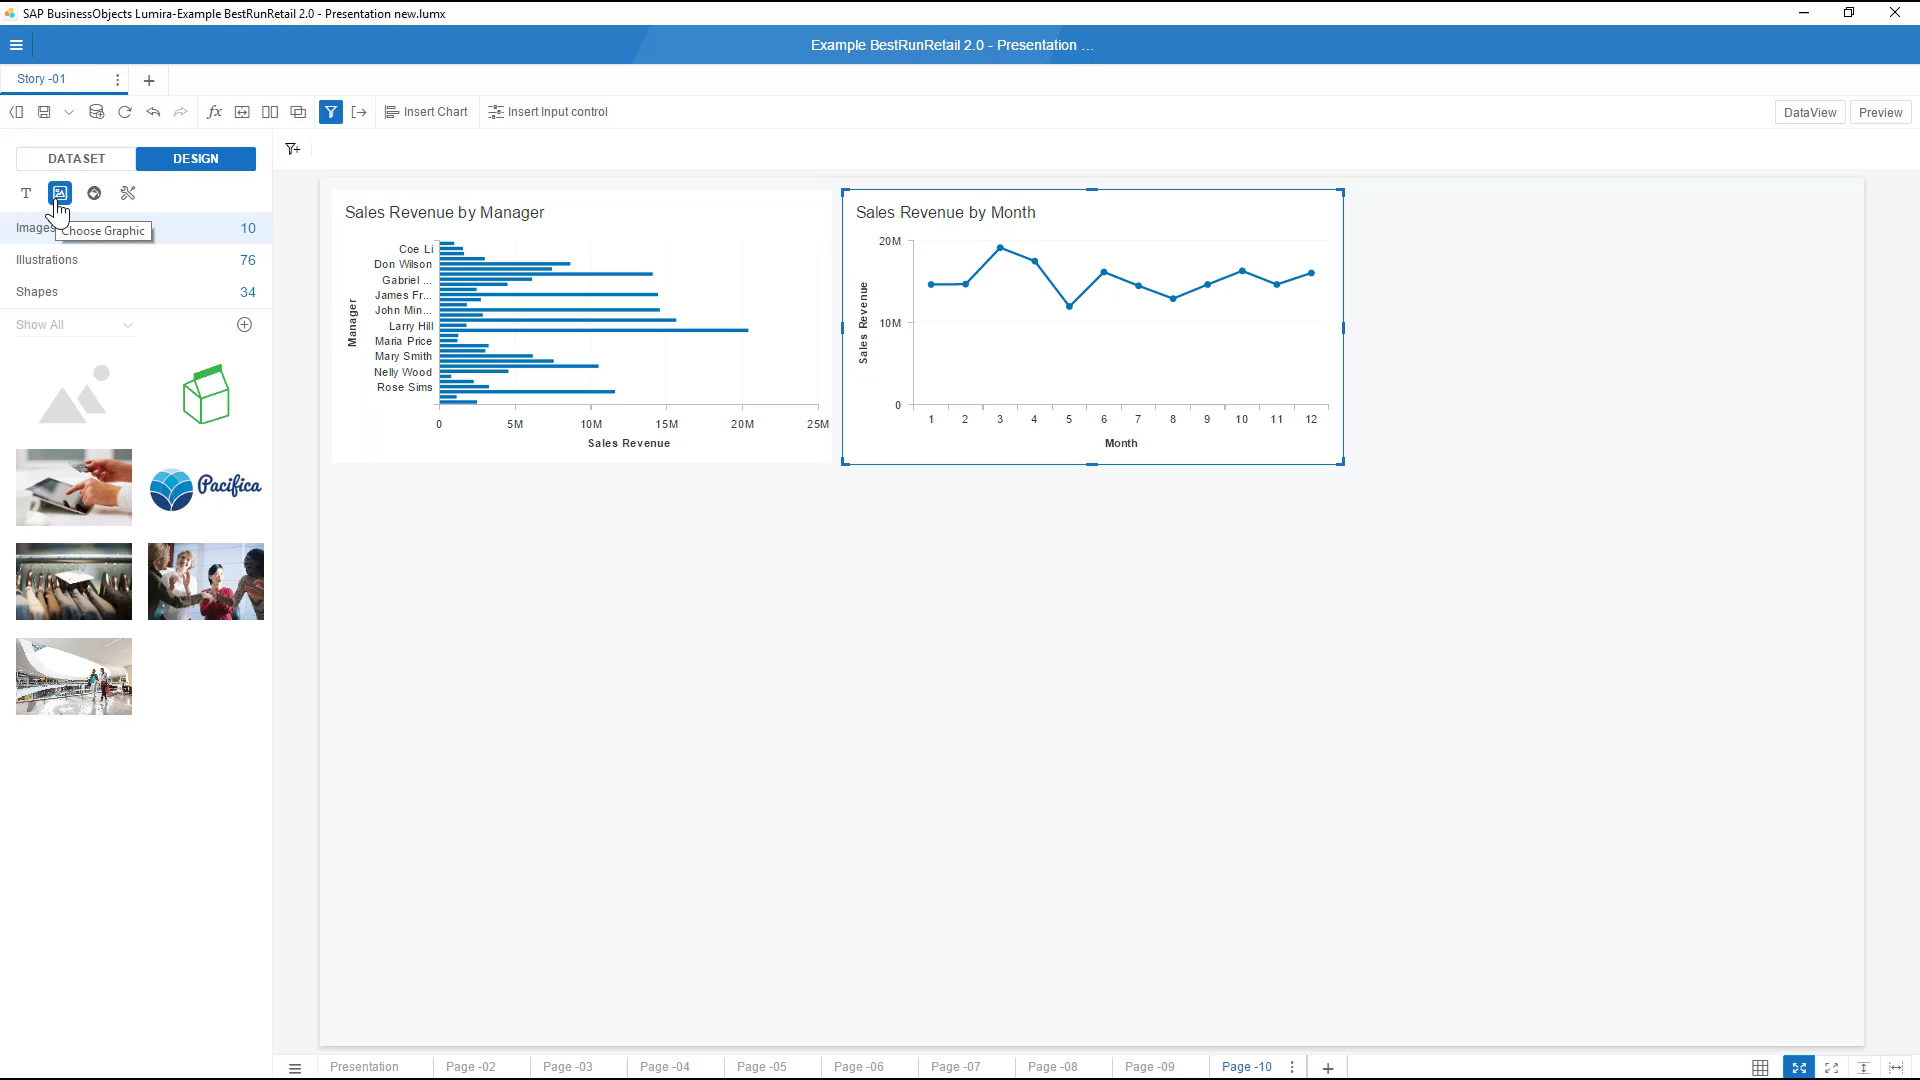 SAP BusinessObjects Lumira-Example BestRunRetail 2.0 - Presentation new.lumx
Example BestRunRetail 2.0 - Presentation ...
Story -01
fx
Insert Chart
Insert Input control
DataView
Preview
DATASET
DESIGN
T
Images
10
Choose Graphic
Illustrations
76
Shapes
34
Show All
Pacifica
Sales Revenue by Manager
Manager
Coe Li
Don Wilson
Gabriel ...
James Fr...
John Min...
Larry Hill
Maria Price
Mary Smith
Nelly Wood
Rose Sims
0 5M 10M 15M 20M 25M
Sales Revenue
Sales Revenue by Month
Sales Revenue
20M
10M
0
1 2 3 4 5 6 7 8 9 10 11 12
Month
Presentation
Page -02
Page -03
Page -04
Page -05
Page -06
Page -07
Page -08
Page -09
Page -10